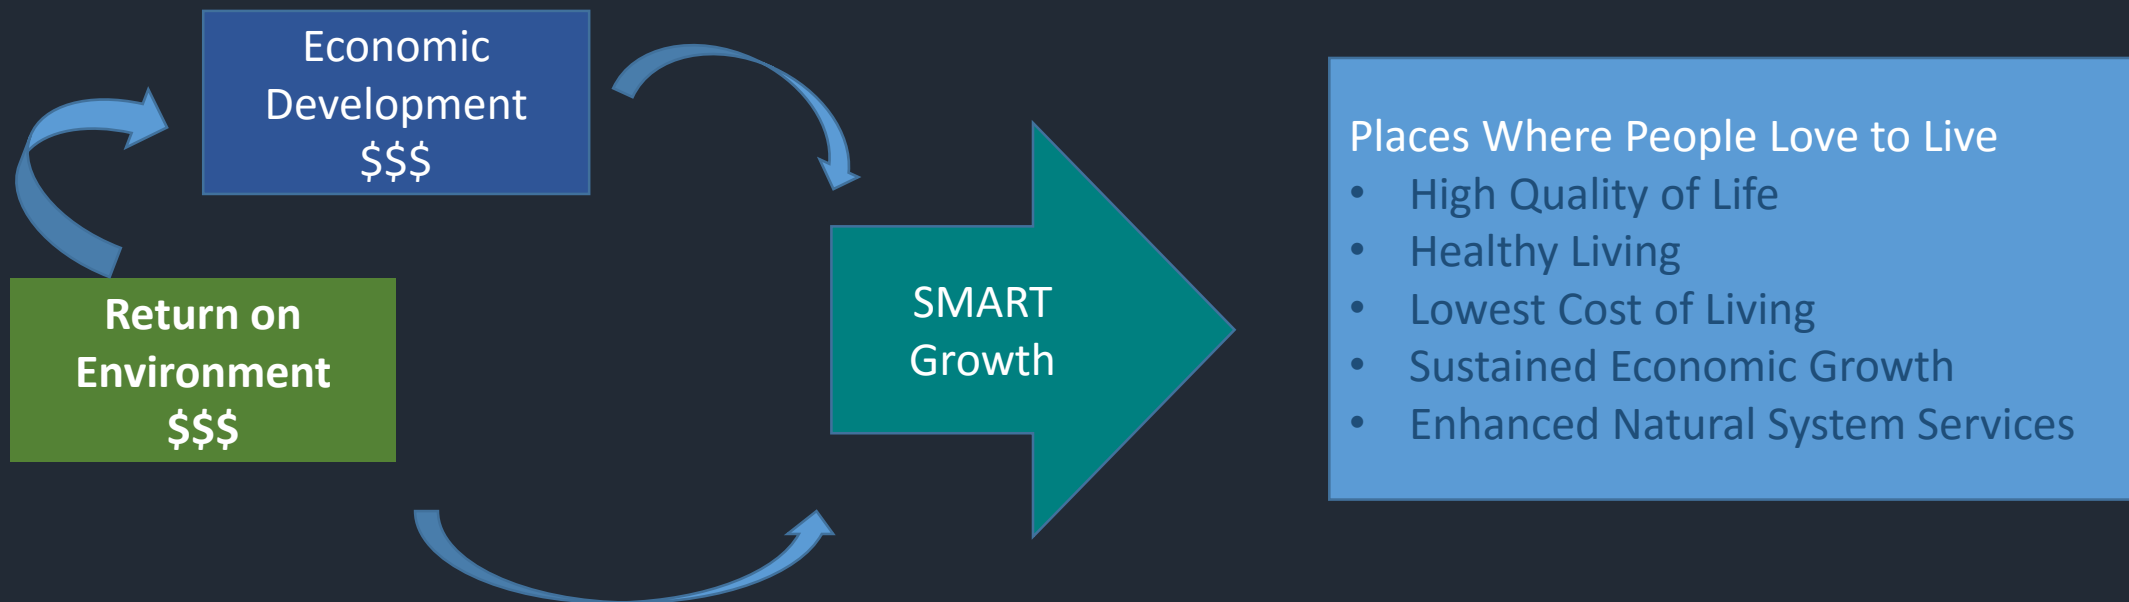 Economic
Development
$$$
Return on
Environment
$$$
SMART
Growth
Places Where People Love to Live
• High Quality of Life
• Healthy Living
• Lowest Cost of Living
• Sustained Economic Growth
• Enhanced Natural System Services